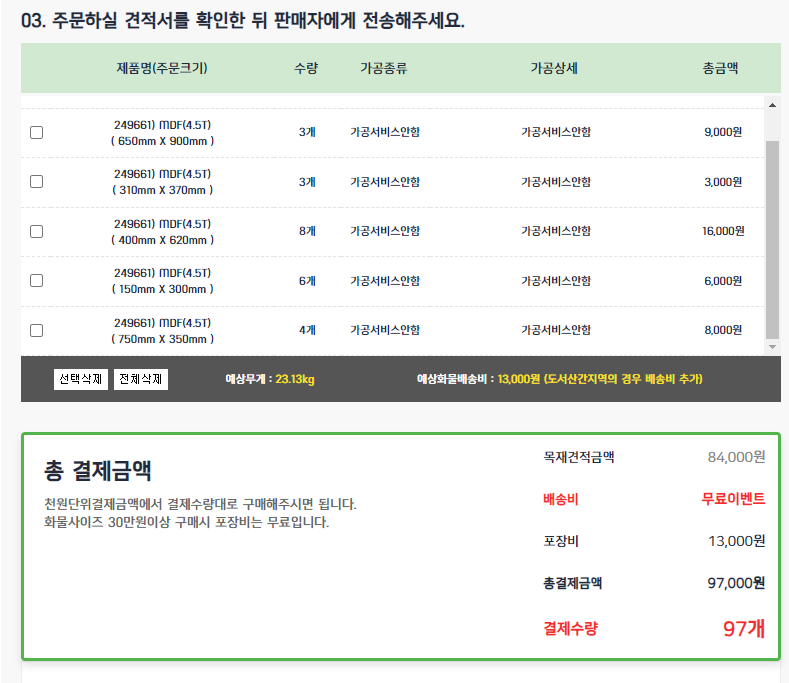 03. 주문하실 견적서를 확인한 뒤 판매자에게 전송해주세요.
제품명(주문크기) 수량 가공종류 가공상세 총금액
249661) MDF(4.5T)
( 650mm X 900mm ) 3개 가공서비스안함 가공서비스안함 9,000원
249661) MDF(4.5T)
( 310mm X 370mm ) 3개 가공서비스안함 가공서비스안함 3,000원
249661) MDF(4.5T)
( 400mm X 620mm ) 8개 가공서비스안함 가공서비스안함 16,000원
249661) MDF(4.5T)
( 150mm X 300mm ) 6개 가공서비스안함 가공서비스안함 6,000원
249661) MDF(4.5T)
( 750mm X 350mm ) 4개 가공서비스안함 가공서비스안함 8,000원
선택삭제 전체삭제 예상무게 : 23.13kg 예상화물배송비 : 13,000원 (도서산간지역의 경우 배송비 추가)
총 결제금액
천원단위결제금액에서 결제수량대로 구매해주시면 됩니다.
화물사이즈 30만원이상 구매시 포장비는 무료입니다.
목재견적금액 84,000원
배송비 무료이벤트
포장비 13,000원
총결제금액 97,000원
결제수량 97개